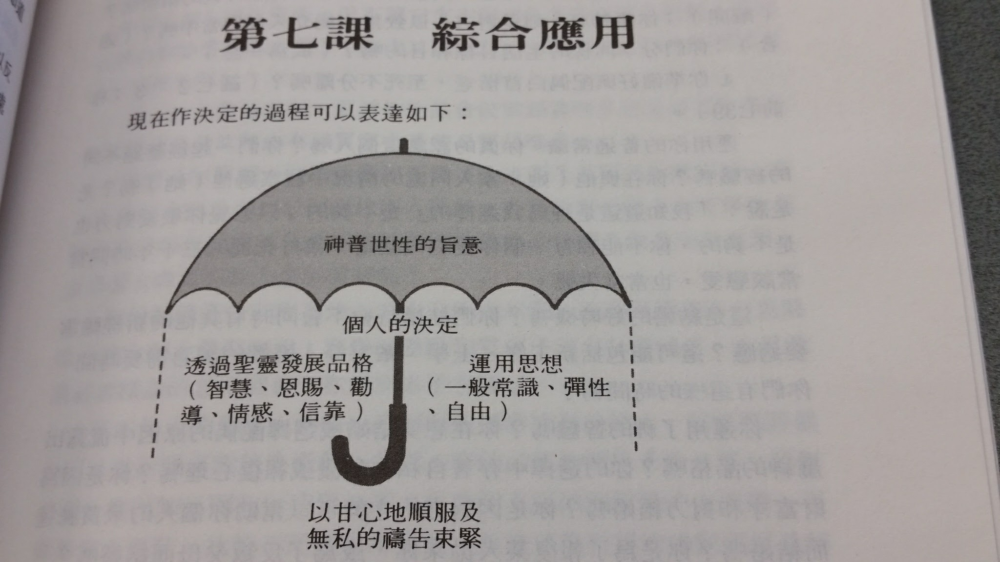 第七課　綜合應用
現在作決定的過程可以表達如下：
神普世性的旨意
個人的決定
透過聖靈發展品格
（智慧、恩賜、勸
導、情感、信靠）
運用思想
（一般常識、彈性
、自由）
以甘心地順服及
無私的禱告束緊